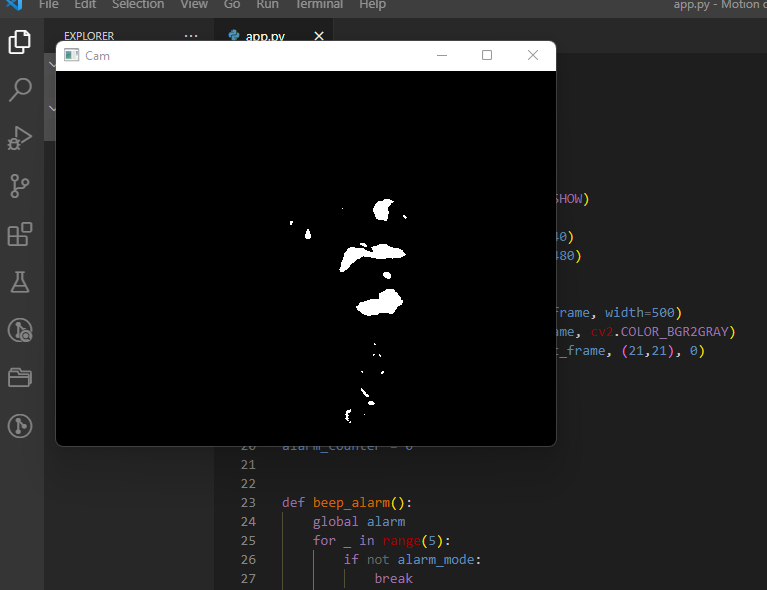 File Edit Selection View Go Run Terminal Help
app.py - Motion
EXPLORER ...
app.py
Cam
SHOW)
40)
480)
frame, width=500)
ame, cv2.COLOR_BGR2GRAY)
t_frame, (21,21), 0)
20 alarm_counter = 0
21
22
23 def beep_alarm():
24 global alarm
25 for _ in range(5):
26 if not alarm_mode:
27 break